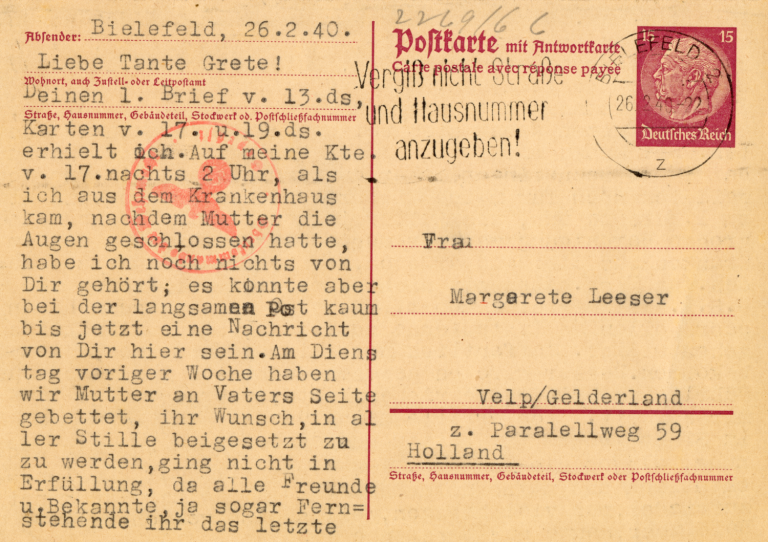 Absender: Bielefeld, 26.2.40.
Liebe Tante Grete!
Wohnort, auch Zustell- oder Leitpostamt
Deinen l. Brief v. 13.ds,
Straße, Hausnummer, Gebäudeteil, Stockwerk od. Postschließfachnummer
Karten v. 17. u.19.ds.
erhielt ich.Auf meine Kte.
v. 17.nachts 2 Uhr, als
ich aus dem Krankenhaus
kam, nachdem Mutter die
Augen geschlossen hatte,
habe ich noch nichts von
Dir gehört; es konnte aber
bei der langsamen Post kaum
bis jetzt eine Nachricht
von Dir hier sein.Am Diens
tag voriger Woche haben
wir Mutter an Vaters Seite
gebettet, ihr Wunsch,in al
ler Stille beigesetzt zu
zu werden,ging nicht in
Erfüllung, da alle Freunde
u.Bekannte,ja sogar Fern=
stehende ihr das letzte
2269/66
Postkarte mit Antwortkarte
Carte postale avec réponse payée
15 15
Deutsches Reich
Vergiß nicht Straße
und Hausnummer
anzugeben!
BIELEFELD
26.2.
Z
Frau
Margarete Leeser
Velp/Gelderland
z. Paralellweg 59
Holland
Straße, Hausnummer, Gebäudeteil, Stockwerk oder Postschließfachnummer